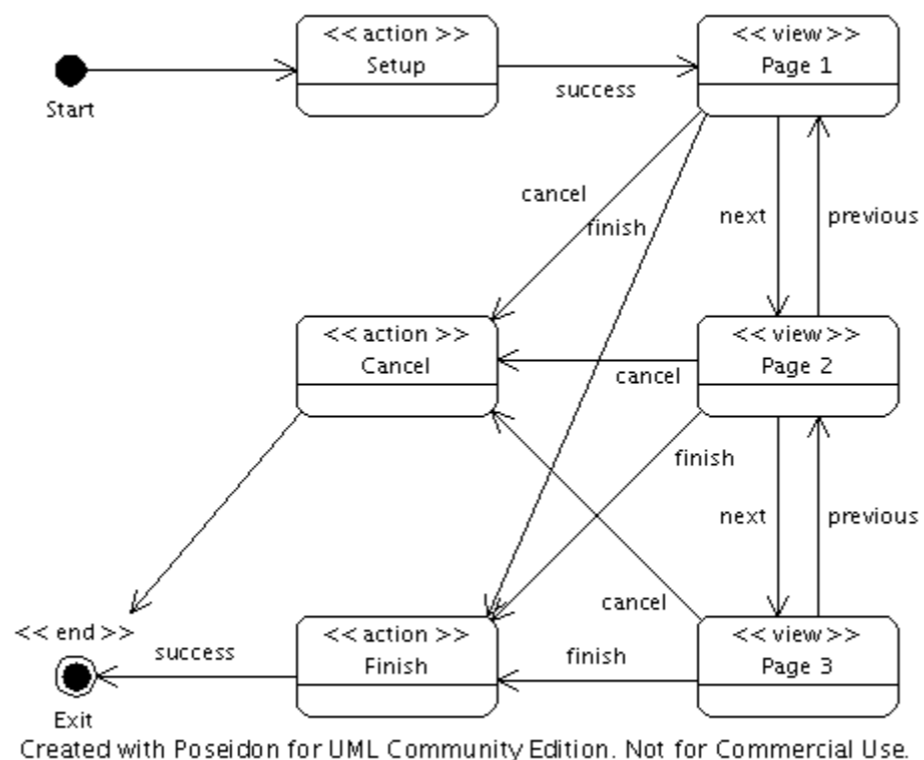 << action >>
Setup
<< view >>
Page 1
Start
success
cancel
finish
next
previous
<< action >>
Cancel
<< view >>
Page 2
cancel
finish
next
previous
<< end >>
Exit
success
<< action >>
Finish
cancel
finish
<< view >>
Page 3
Created with Poseidon for UML Community Edition. Not for Commercial Use.